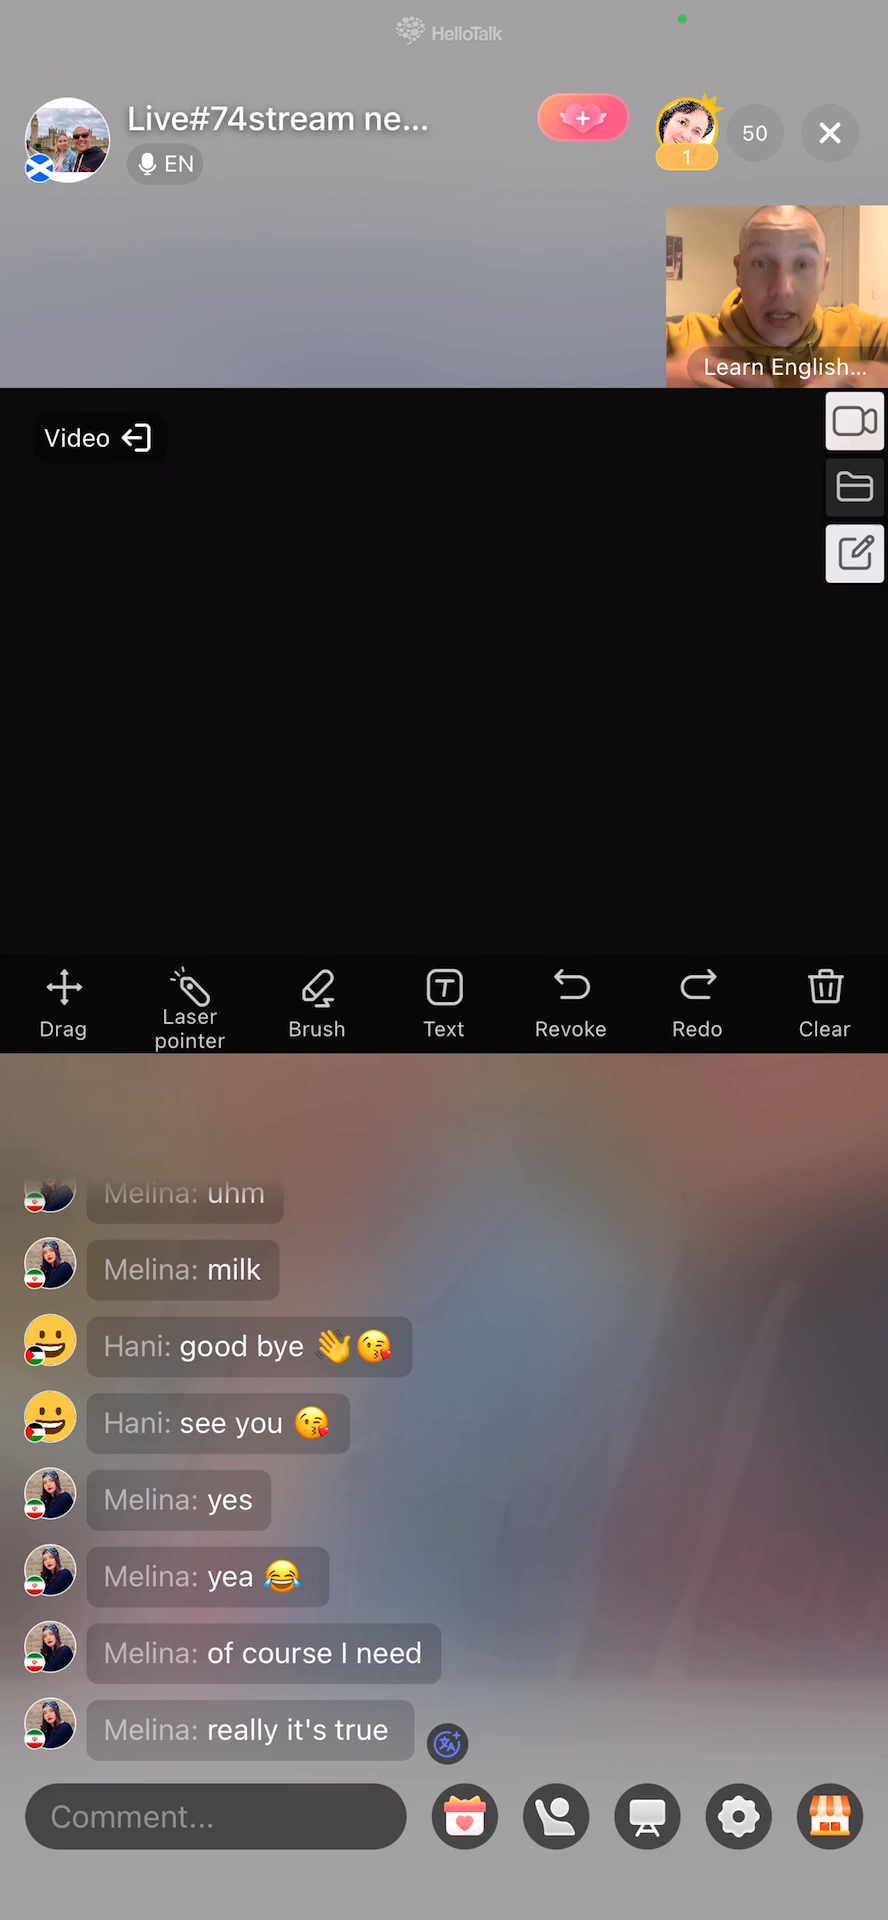 HelloTalk
Live#74stream ne...
EN
1
50
Learn English...
Video
Drag
Laser
pointer
Brush
Text
Revoke
Redo
Clear
Melina: uhm
Melina: milk
Hani: good bye 👋😘
Hani: see you 😘
Melina: yes
Melina: yea 😂
Melina: of course I need
Melina: really it's true
Comment...